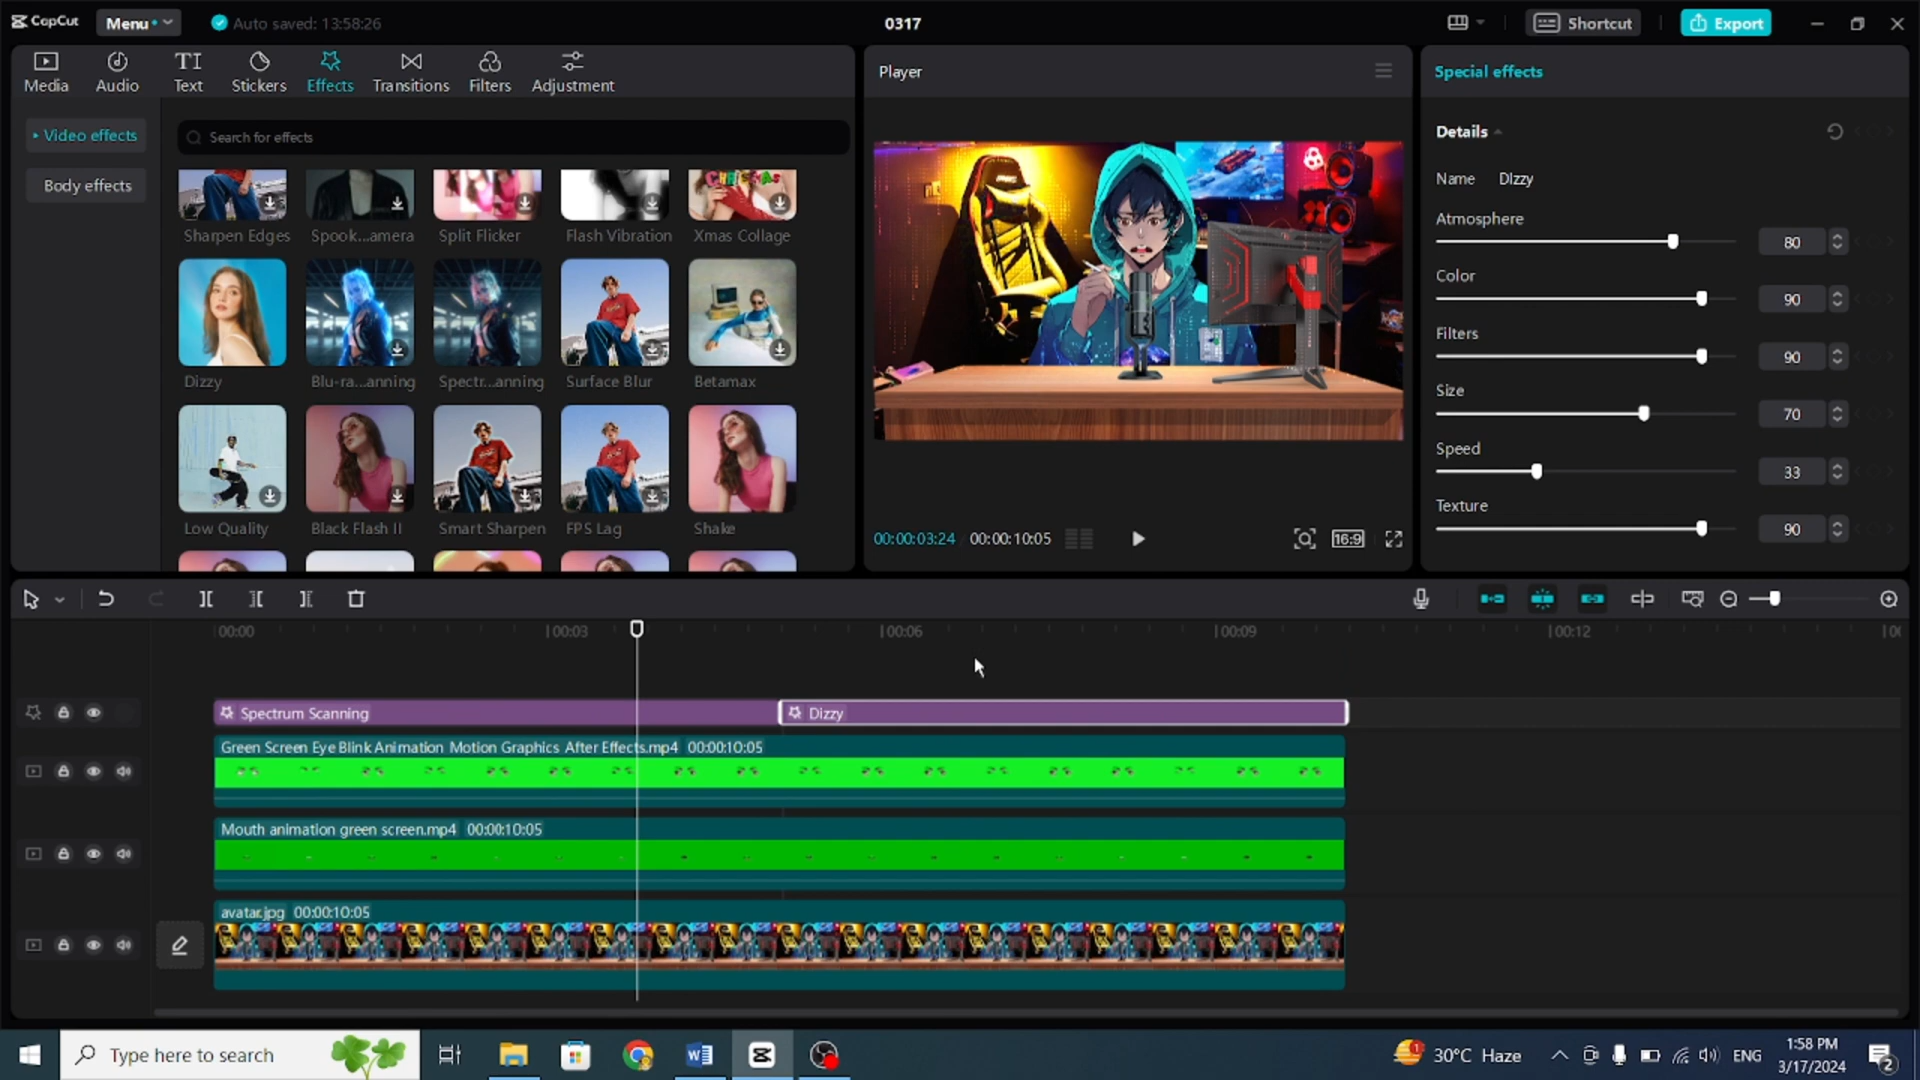 CapCut
Menu
Auto saved: 13:58:26
0317
Shortcut
Export
Media
Audio
Text
Stickers
Effects
Transitions
Filters
Adjustment
Video effects
Body effects
Search for effects
Sharpen Edges
Spook...amera
Split Flicker
Flash Vibration
Xmas Collage
Dizzy
Blu-ra...anning
Spectr...anning
Surface Blur
Betamax
Low Quality
Black Flash II
Smart Sharpen
FPS Lag
Shake
Player
00:00:03:24
00:00:10:05
16:9
Special effects
Details
Name DIzzy
Atmosphere
80
Color
90
Filters
90
Size
70
Speed
33
Texture
90
00:00
00:03
00:06
00:09
00:12
Spectrum Scanning
Dizzy
Green Screen Eye Blink Animation Motion Graphics After Effects.mp4 00:00:10:05
Mouth animation green screen.mp4 00:00:10:05
avatar.jpg 00:00:10:05
Type here to search
30°C Haze
ENG
1:58 PM
3/17/2024
2